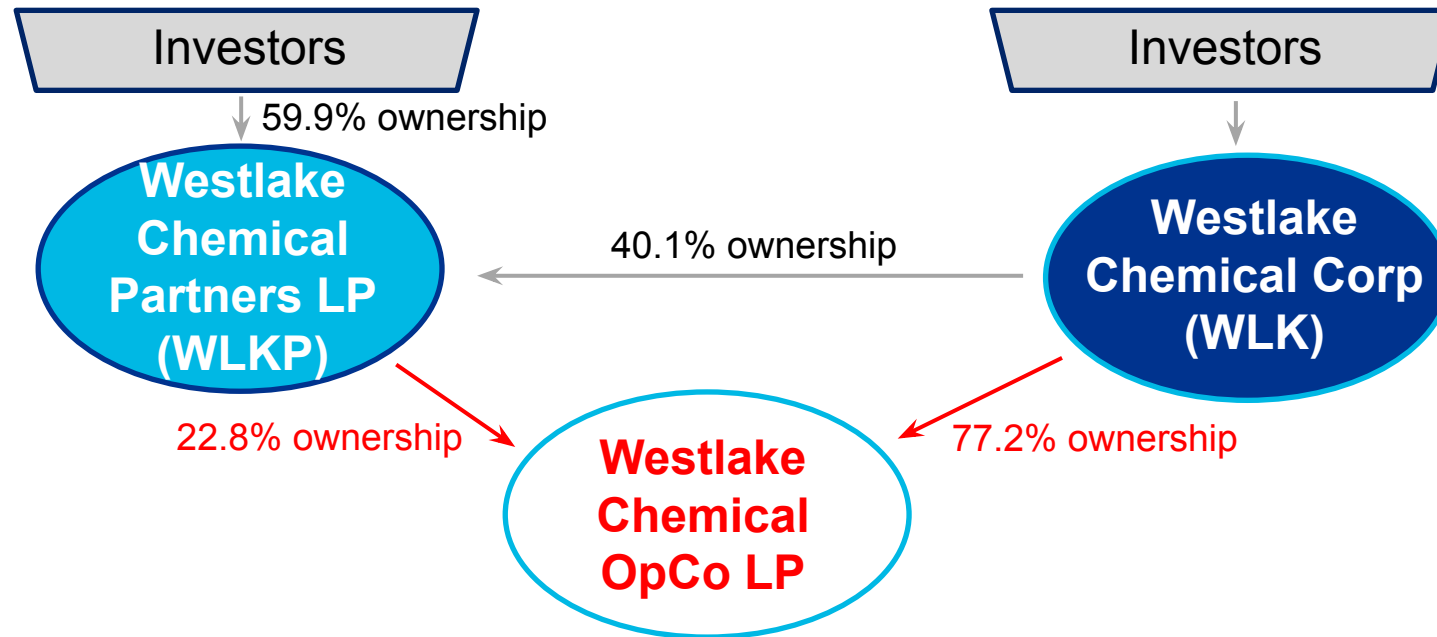 Investors
Investors
59.9% ownership
Westlake
Chemical
Partners LP
(WLKP)
40.1% ownership
Westlake
Chemical Corp
(WLK)
22.8% ownership
77.2% ownership
Westlake
Chemical
OpCo LP